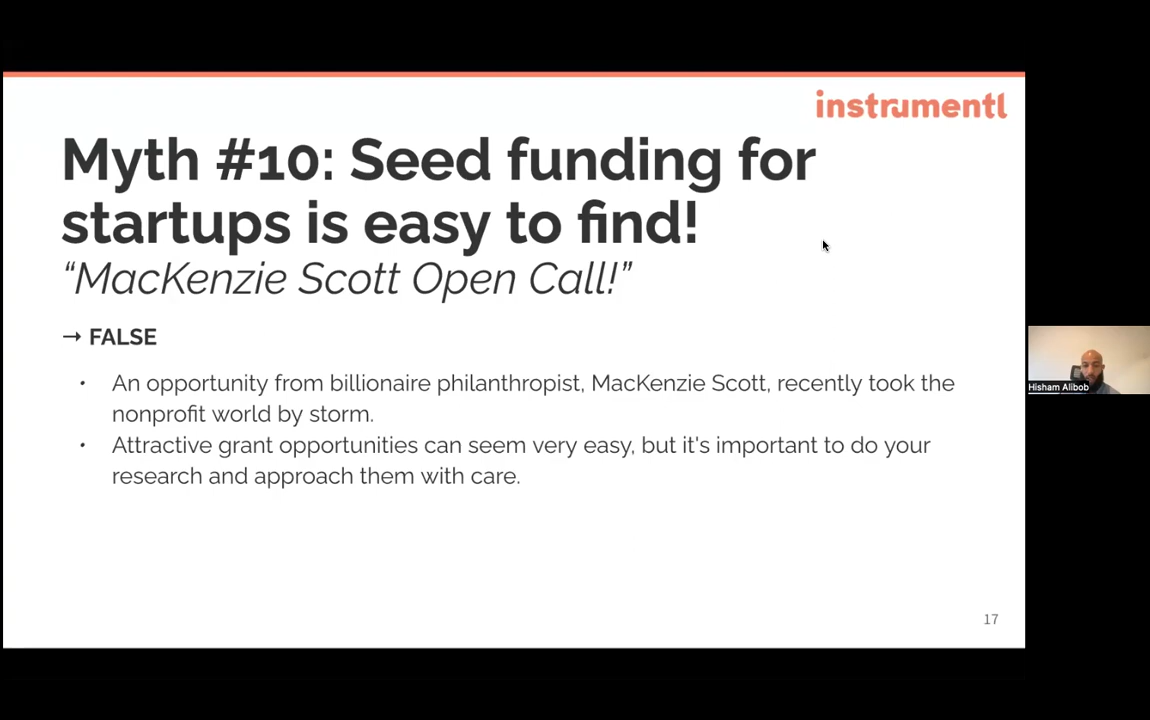 instrumentl
Myth #10: Seed funding for
startups is easy to find!
“MacKenzie Scott Open Call!”
→ FALSE
• An opportunity from billionaire philanthropist, MacKenzie Scott, recently took the
nonprofit world by storm.
• Attractive grant opportunities can seem very easy, but it's important to do your
research and approach them with care.
Hisham Alibob
17